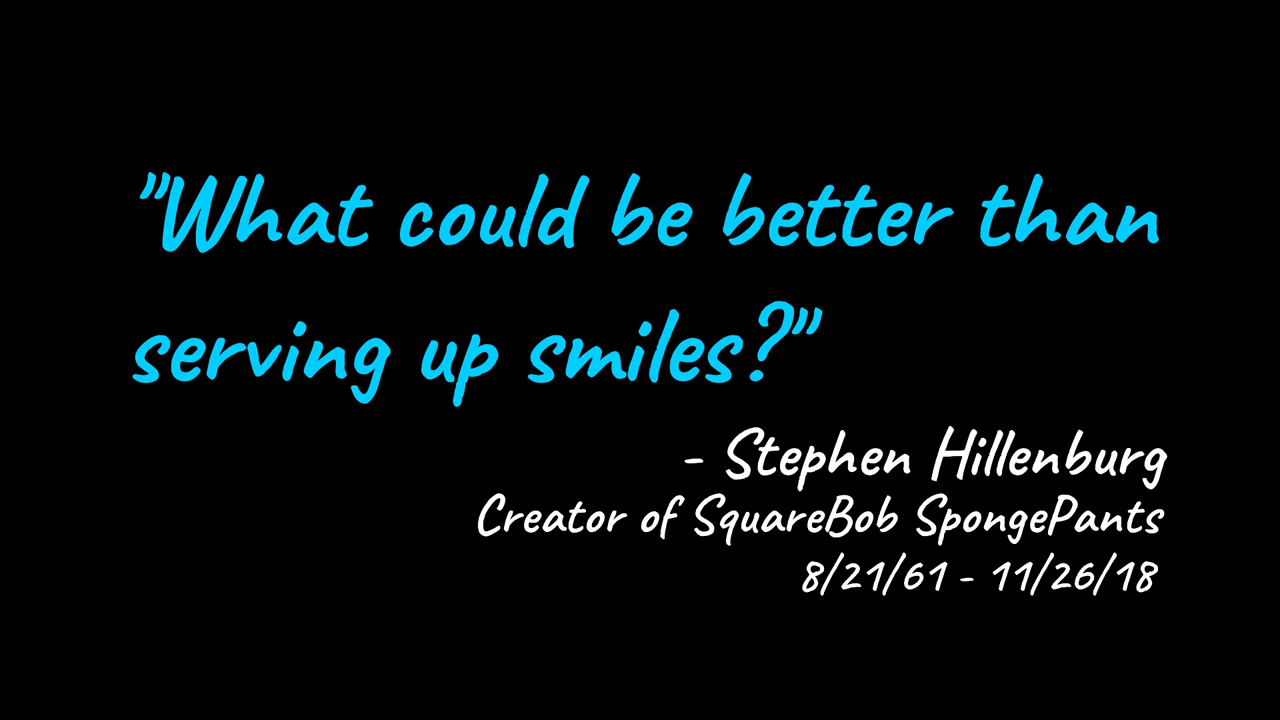 "What could be better than
serving up smiles?"
- Stephen Hillenburg
Creator of SquareBob SpongePants
8/21/61 - 11/26/18